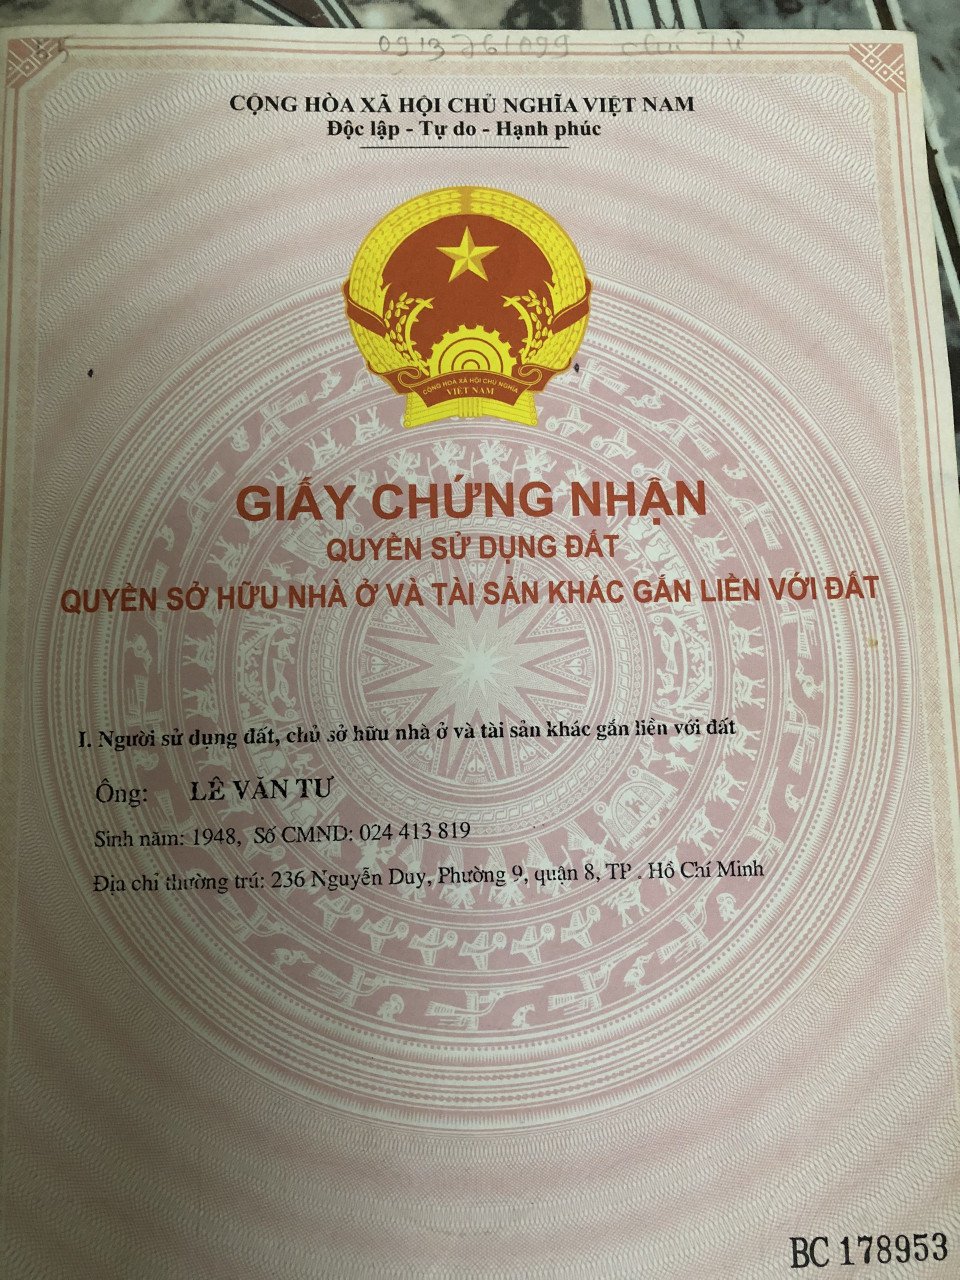 0913761099 chú Tư
CỘNG HÒA XÃ HỘI CHỦ NGHĨA VIỆT NAM
Độc lập - Tự do - Hạnh phúc
CỘNG HÒA XÃ HỘI CHỦ NGHĨA
VIỆT NAM
GIẤY CHỨNG NHẬN
QUYỀN SỬ DỤNG ĐẤT
QUYỀN SỞ HỮU NHÀ Ở VÀ TÀI SẢN KHÁC GẮN LIỀN VỚI ĐẤT
I. Người sử dụng đất, chủ sở hữu nhà ở và tài sản khác gắn liền với đất
Ông: LÊ VĂN TƯ
Sinh năm: 1948, Số CMND: 024 413 819
Địa chỉ thường trú: 236 Nguyễn Duy, Phường 9, quận 8, TP . Hồ Chí Minh
BC 178953